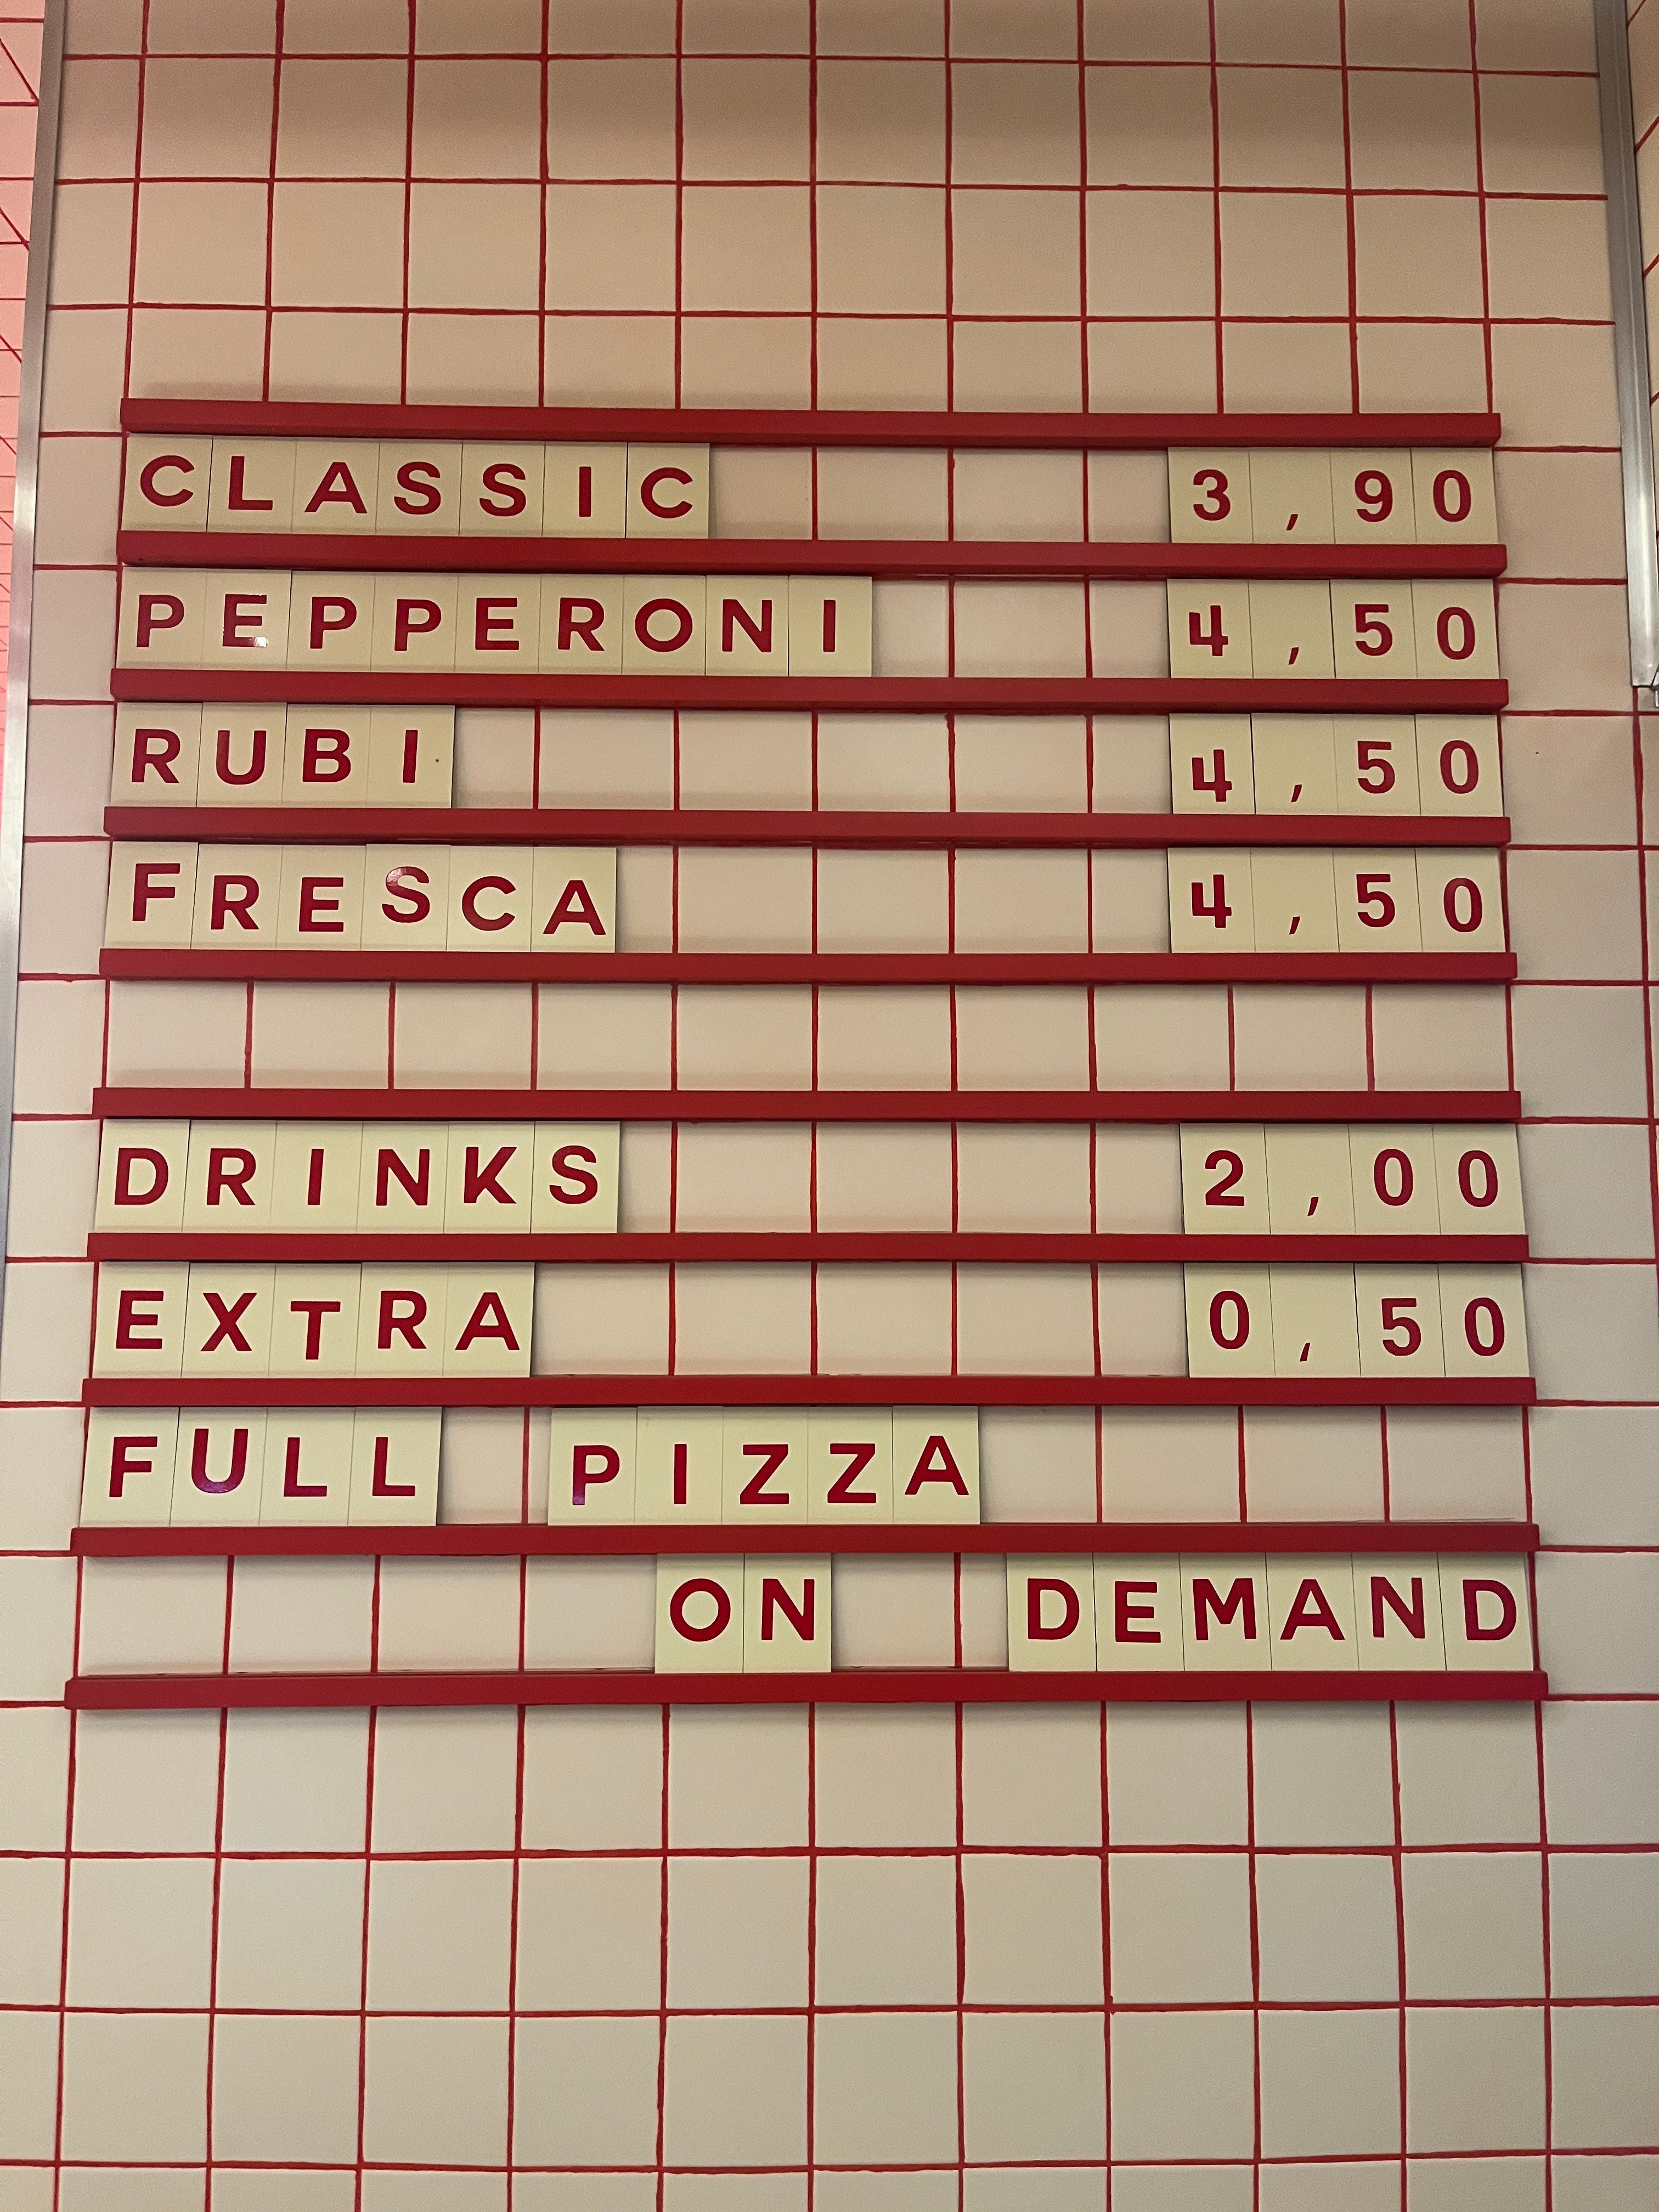 CLASSIC 3,90
PEPPERONI 4,50
RUBI 4,50
FRESCA 4,50
DRINKS 2,00
EXTRA 0,50
FULL PIZZA
ON DEMAND